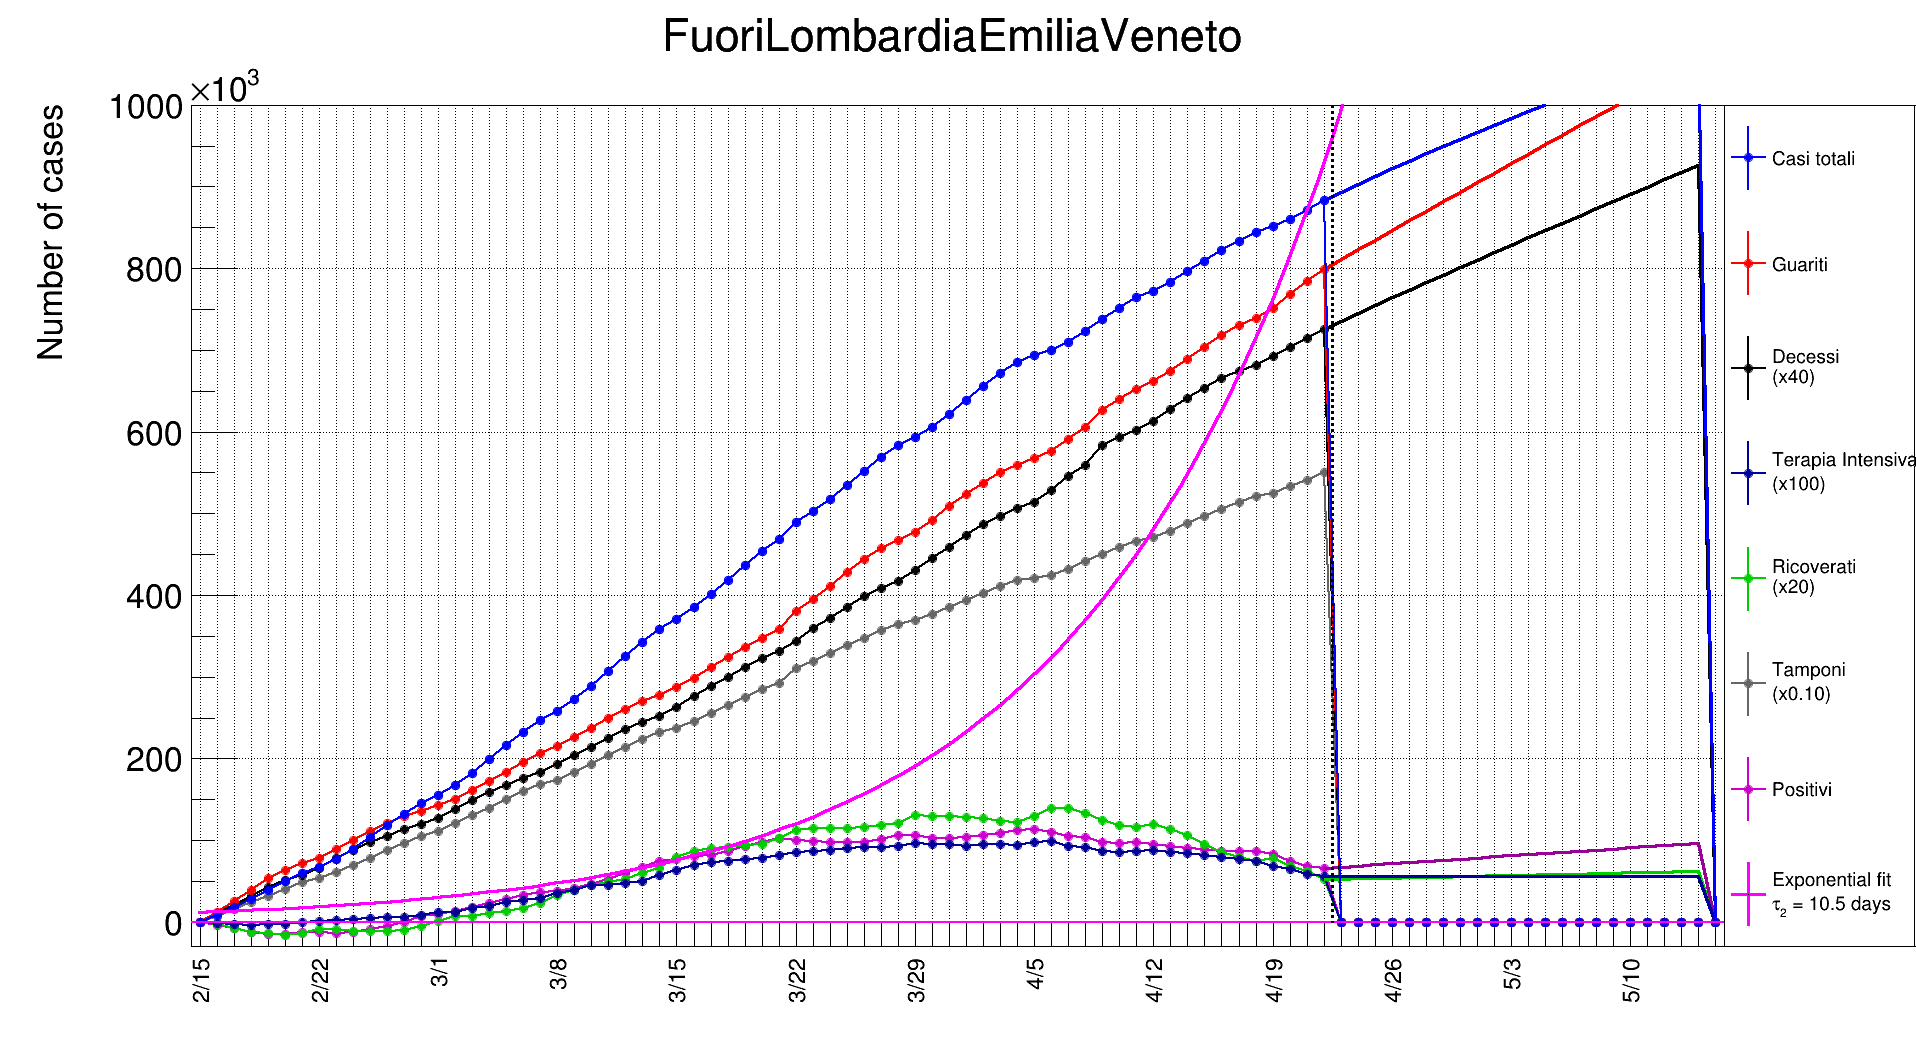 FuoriLombardiaEmiliaVeneto
×10³
Number of cases
1000
800
600
400
200
0
2/15
2/22
3/1
3/8
3/15
3/22
3/29
4/5
4/12
4/19
4/26
5/3
5/10
Casi totali
Guariti
Decessi
(x40)
Terapia Intensiva
(x100)
Ricoverati
(x20)
Tamponi
(x0.10)
Positivi
Exponential fit
τ₂ = 10.5 days